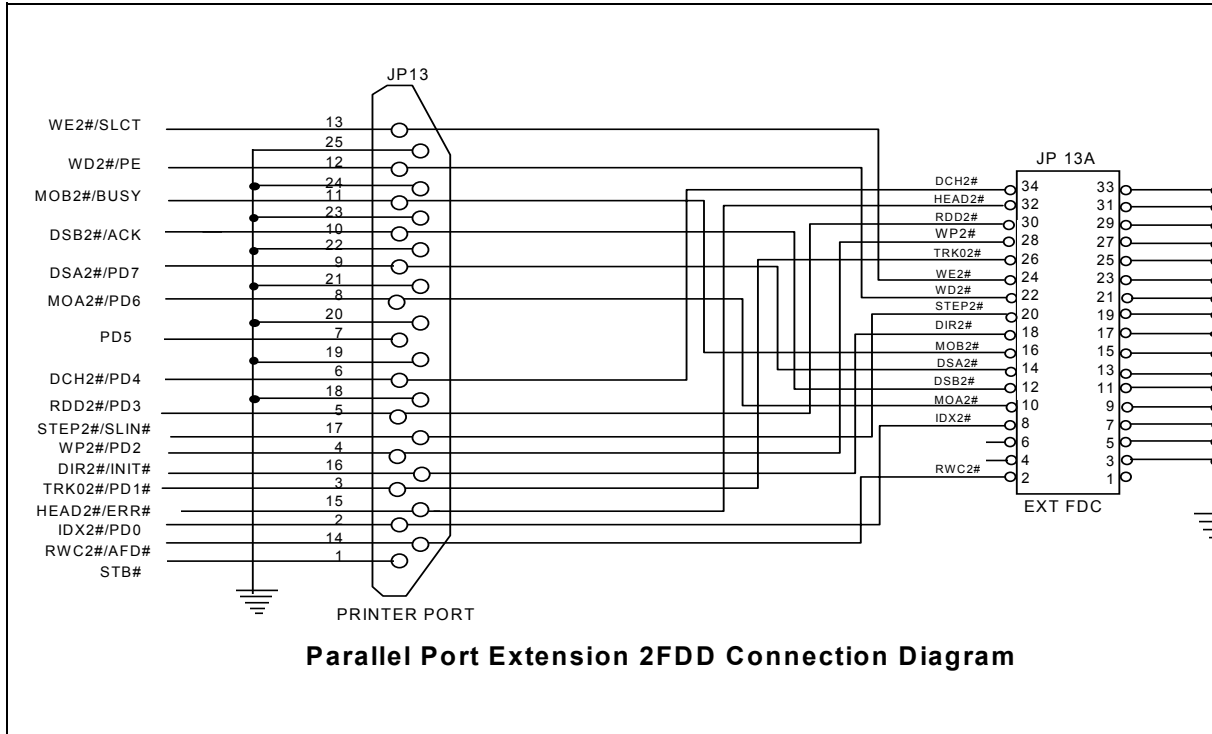 JP13
WE2#/SLCT
WD2#/PE
MOB2#/BUSY
DSB2#/ACK
DSA2#/PD7
MOA2#/PD6
PD5
DCH2#/PD4
RDD2#/PD3
STEP2#/SLIN#
WP2#/PD2
DIR2#/INIT#
TRK02#/PD1#
HEAD2#/ERR#
IDX2#/PD0
RWC2#/AFD#
STB#
13
25
12
24
11
23
10
22
9
21
8
20
7
19
6
18
5
17
4
16
3
15
2
14
1
PRINTER PORT
JP 13A
DCH2# 34 33
HEAD2# 32 31
RDD2# 30 29
WP2# 28 27
TRK02# 26 25
WE2# 24 23
WD2# 22 21
STEP2# 20 19
DIR2# 18 17
MOB2# 16 15
DSA2# 14 13
DSB2# 12 11
MOA2# 10 9
IDX2# 8 7
6 5
4 3
RWC2# 2 1
EXT FDC
Parallel Port Extension 2FDD Connection Diagram